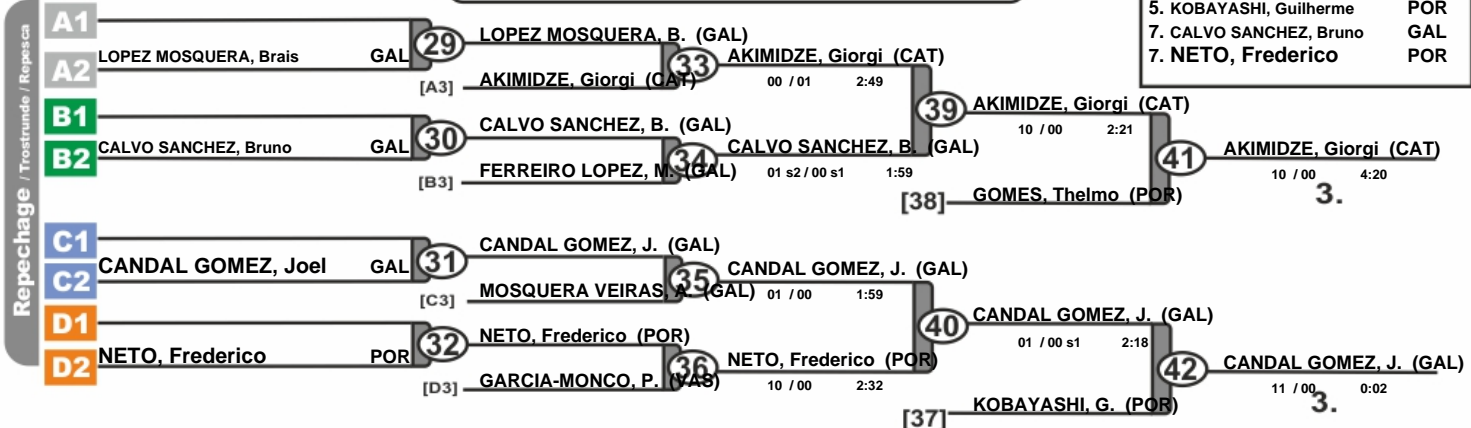 Repechage / Trostrunde / Repesca
5. KOBAYASHI, Guilherme POR
7. CALVO SANCHEZ, Bruno GAL
7. NETO, Frederico POR
A1
LOPEZ MOSQUERA, Brais GAL
A2
29
LOPEZ MOSQUERA, B. (GAL)
[A3] AKIMIDZE, Giorgi (CAT)
33
AKIMIDZE, Giorgi (CAT)
00 / 01 2:49
B1
CALVO SANCHEZ, Bruno GAL
B2
30
CALVO SANCHEZ, B. (GAL)
[B3] FERREIRO LOPEZ, M. (GAL)
34
CALVO SANCHEZ, B. (GAL)
01 s2 / 00 s1 1:59
39
AKIMIDZE, Giorgi (CAT)
10 / 00 2:21
[38] GOMES, Thelmo (POR)
41
AKIMIDZE, Giorgi (CAT)
10 / 00 4:20
3.
C1
CANDAL GOMEZ, Joel GAL
C2
31
CANDAL GOMEZ, J. (GAL)
[C3] MOSQUERA VEIRAS, A. (GAL)
35
CANDAL GOMEZ, J. (GAL)
01 / 00 1:59
D1
NETO, Frederico POR
D2
32
NETO, Frederico (POR)
[D3] GARCIA-MONCO, P. (VAS)
36
NETO, Frederico (POR)
10 / 00 2:32
40
CANDAL GOMEZ, J. (GAL)
01 / 00 s1 2:18
[37] KOBAYASHI, G. (POR)
42
CANDAL GOMEZ, J. (GAL)
11 / 00 0:02
3.